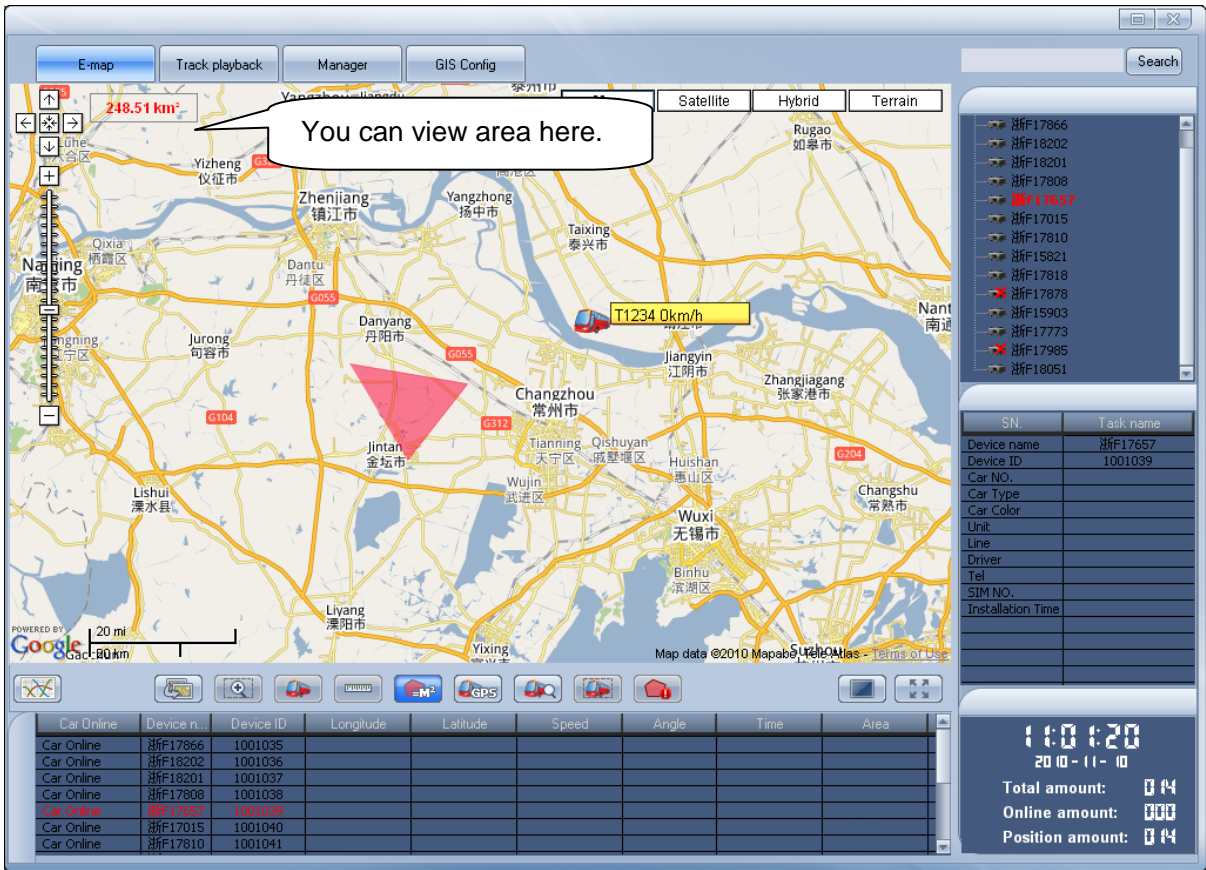 E-map Track playback Manager GIS Config Search
248.51 km²
You can view area here.
Satellite Hybrid Terrain
Rugao
如皋市
Yizheng
仪征市
Zhenjiang
镇江市
Yangzhong
扬中市
Taixing
泰兴市
Qixia
栖霞区
Nanjing
南京市
Dantu
丹徒区
G055
T1234 0km/h
Danyang
丹阳市
Jurong
句容市
G055
Jiangyin
江阴市
Zhangjiagang
张家港市
Changzhou
常州市
G104
G312
Jintan
金坛市
Tianning
天宁区
Qishuyan
戚墅堰区
Huishan
惠山区
G204
Wujin
武进区
Changshu
常熟市
Lishui
溧水县
Wuxi
无锡市
Binhu
滨湖区
Liyang
溧阳市
Yixing
POWERED BY
Google
20 mi
20 km
Map data ©2010 Mapabc, Tele Atlas - Terms of Use
浙F17866
浙F18202
浙F18201
浙F17808
浙F17657
浙F17015
浙F17810
浙F15821
浙F17818
浙F17878
浙F15903
浙F17773
浙F17985
浙F18051
SN. Task name
Device name 浙F17657
Device ID 1001039
Car NO.
Car Type
Car Color
Unit
Line
Driver
Tel
SIM NO.
Installation Time
=M² GPS
Car Online Device n... Device ID Longitude Latitude Speed Angle Time Area
Car Online 浙F17866 1001035
Car Online 浙F18202 1001036
Car Online 浙F18201 1001037
Car Online 浙F17808 1001038
Car Online 浙F17657 1001039
Car Online 浙F17015 1001040
Car Online 浙F17810 1001041
11:01:20
2010-11-10
Total amount: 014
Online amount: 000
Position amount: 014